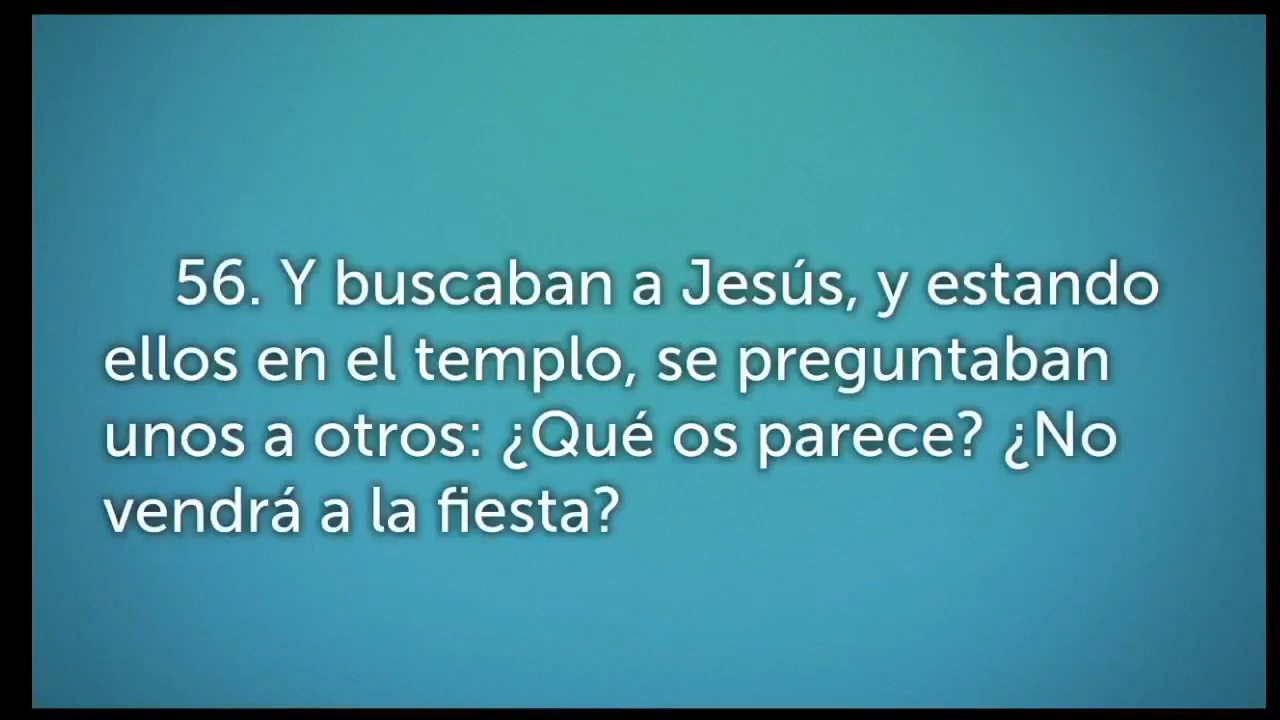 56. Y buscaban a Jesús, y estando
ellos en el templo, se preguntaban
unos a otros: ¿Qué os parece? ¿No
vendrá a la fiesta?